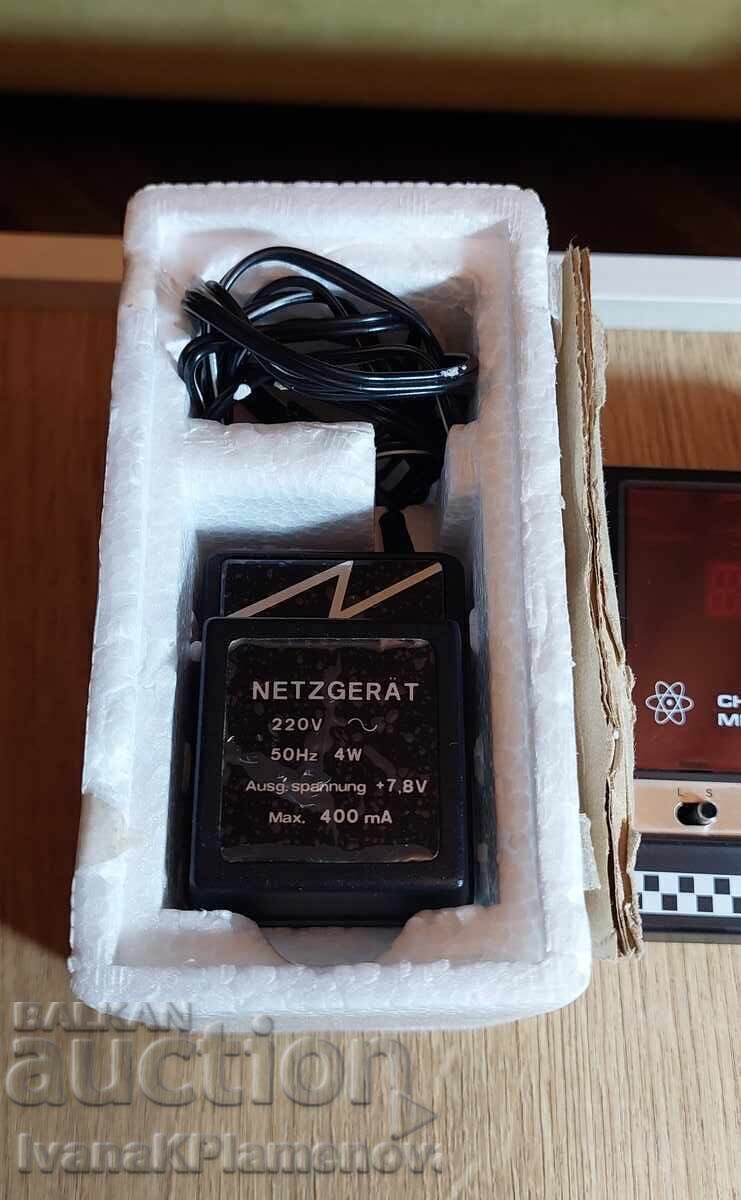 NETZGERÄT
220V
50Hz 4W
Ausg. spannung +7,8V
Max. 400 mA
L S
BALKAN
auction
IvanaKPlamenov.